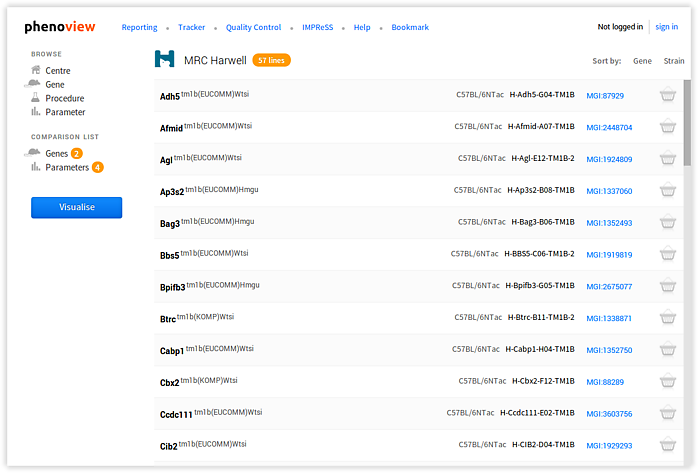 phenoview
Reporting Tracker Quality Control IMPReSS Help Bookmark
Not logged in sign in
BROWSE
Centre
Gene
Procedure
Parameter
COMPARISON LIST
Genes 2
Parameters 4
Visualise
MRC Harwell 57 lines
Sort by: Gene Strain
Adh5 tm1b(EUCOMM)Wtsi C57BL/6NTac H-Adh5-G04-TM1B MGI:87929
Afmid tm1b(EUCOMM)Wtsi C57BL/6NTac H-Afmid-A07-TM1B MGI:2448704
Agl tm1b(EUCOMM)Wtsi C57BL/6NTac H-Agl-E12-TM1B-2 MGI:1924809
Ap3s2 tm1b(EUCOMM)Hmgu C57BL/6NTac H-Ap3s2-B08-TM1B MGI:1337060
Bag3 tm1b(EUCOMM)Hmgu C57BL/6NTac H-Bag3-B06-TM1B MGI:1352493
Bbs5 tm1b(EUCOMM)Wtsi C57BL/6NTac H-BBS5-C06-TM1B-2 MGI:1919819
Bpifb3 tm1b(EUCOMM)Hmgu C57BL/6NTac H-Bpifb3-G05-TM1B MGI:2675077
Btrc tm1b(KOMP)Wtsi C57BL/6NTac H-Btrc-B11-TM1B-2 MGI:1338871
Cabp1 tm1b(EUCOMM)Wtsi C57BL/6NTac H-Cabp1-H04-TM1B MGI:1352750
Cbx2 tm1b(KOMP)Wtsi C57BL/6NTac H-Cbx2-F12-TM1B MGI:88289
Ccdc111 tm1b(EUCOMM)Wtsi C57BL/6NTac H-Ccdc111-E02-TM1B MGI:3603756
Cib2 tm1b(EUCOMM)Wtsi C57BL/6NTac H-CIB2-D04-TM1B MGI:1929293